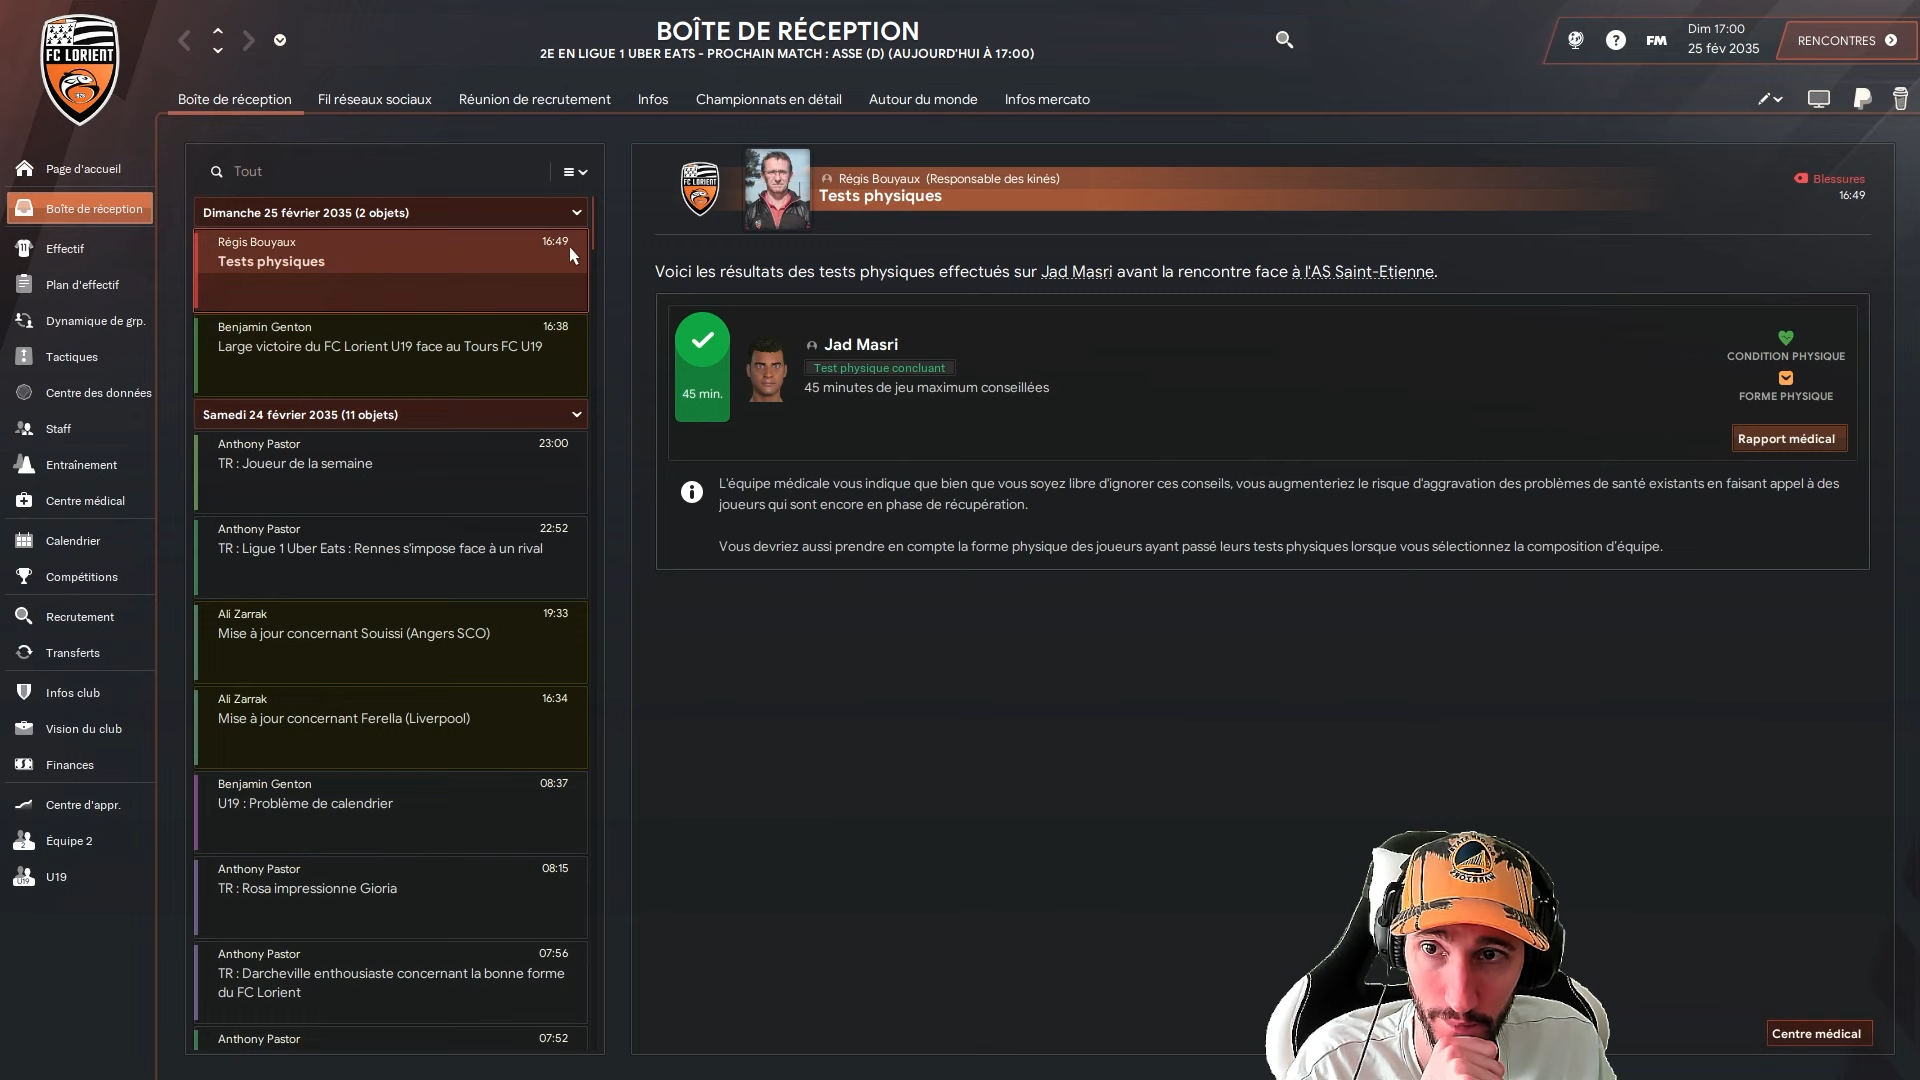 FC LORIENT
BOÎTE DE RÉCEPTION
2E EN LIGUE 1 UBER EATS - PROCHAIN MATCH : ASSE (D) (AUJOURD'HUI À 17:00)
FM
Dim 17:00
25 fév 2035
RENCONTRES
Boîte de réception
Fil réseaux sociaux
Réunion de recrutement
Infos
Championnats en détail
Autour du monde
Infos mercato
Page d'accueil
Boîte de réception
Effectif
Plan d'effectif
Dynamique de grp.
Tactiques
Centre des données
Staff
Entraînement
Centre médical
Calendrier
Compétitions
Recrutement
Transferts
Infos club
Vision du club
Finances
Centre d'appr.
Équipe 2
U19
Tout
Dimanche 25 février 2035 (2 objets)
Régis Bouyaux 16:49
Tests physiques
Benjamin Genton 16:38
Large victoire du FC Lorient U19 face au Tours FC U19
Samedi 24 février 2035 (11 objets)
Anthony Pastor 23:00
TR : Joueur de la semaine
Anthony Pastor 22:52
TR : Ligue 1 Uber Eats : Rennes s'impose face à un rival
Ali Zarrak 19:33
Mise à jour concernant Souissi (Angers SCO)
Ali Zarrak 16:34
Mise à jour concernant Ferella (Liverpool)
Benjamin Genton 08:37
U19 : Problème de calendrier
Anthony Pastor 08:15
TR : Rosa impressionne Gioria
Anthony Pastor 07:56
TR : Darcheville enthousiaste concernant la bonne forme
du FC Lorient
Anthony Pastor 07:52
FC LORIENT
Régis Bouyaux (Responsable des kinés)
Tests physiques
Blessures
16:49
Voici les résultats des tests physiques effectués sur Jad Masri avant la rencontre face à l'AS Saint-Etienne.
45 min.
Jad Masri
Test physique concluant
45 minutes de jeu maximum conseillées
CONDITION PHYSIQUE
FORME PHYSIQUE
Rapport médical
L'équipe médicale vous indique que bien que vous soyez libre d'ignorer ces conseils, vous augmenteriez le risque d'aggravation des problèmes de santé existants en faisant appel à des
joueurs qui sont encore en phase de récupération.
Vous devriez aussi prendre en compte la forme physique des joueurs ayant passé leurs tests physiques lorsque vous sélectionnez la composition d'équipe.
WARRIORS
Centre médical